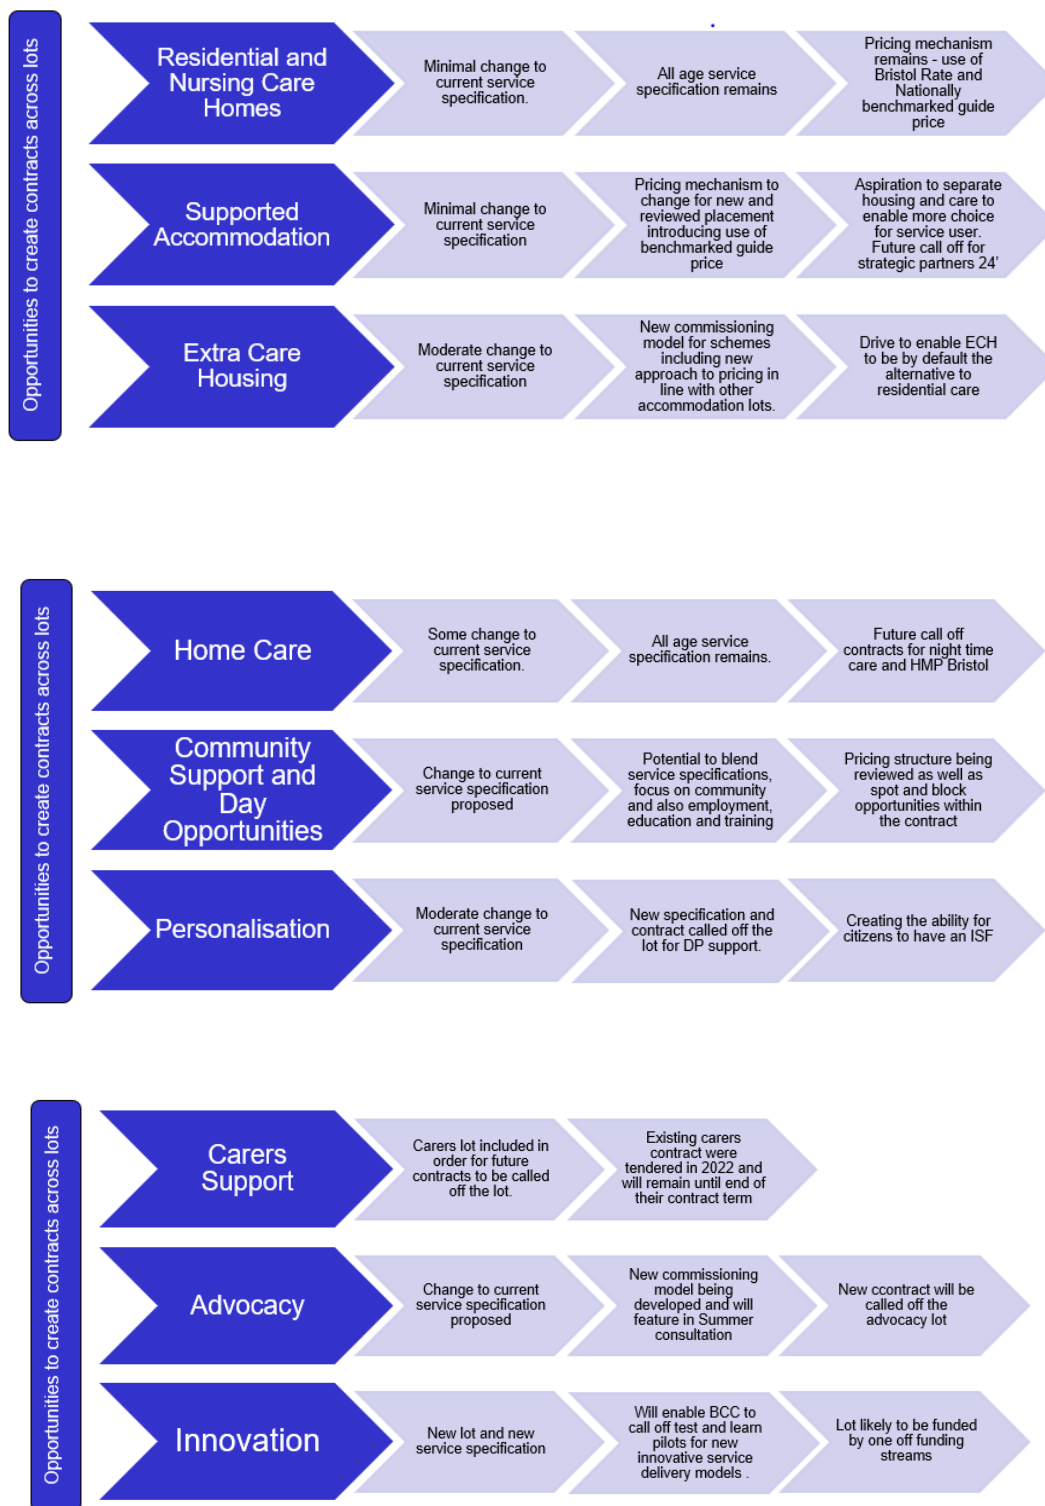 Opportunities to create contracts across lots
Residential and
Nursing Care
Homes
Minimal change to
current service
specification.
All age service
specification remains
Pricing mechanism
remains - use of
Bristol Rate and
Nationally
benchmarked guide
price
Supported
Accommodation
Minimal change to
current service
specification
Pricing mechanism to
change for new and
reviewed placement
introducing use of
benchmarked guide
price
Aspiration to separate
housing and care to
enable more choice
for service user.
Future call off for
strategic partners 24'
Extra Care
Housing
Moderate change to
current service
specification
New commissioning
model for schemes
including new
approach to pricing in
line with other
accommodation lots.
Drive to enable ECH
to be by default the
alternative to
residential care
Opportunities to create contracts across lots
Home Care
Some change to
current service
specification.
All age service
specification remains.
Future call off
contracts for night time
care and HMP Bristol
Community
Support and
Day
Opportunities
Change to current
service specification
proposed
Potential to blend
service specifications,
focus on community
and also employment,
education and training
Pricing structure being
reviewed as well as
spot and block
opportunities within
the contract
Personalisation
Moderate change to
current service
specification
New specification and
contract called off the
lot for DP support.
Creating the ability for
citizens to have an ISF
Opportunities to create contracts across lots
Carers
Support
Carers lot included in
order for future
contracts to be called
off the lot.
Existing carers
contract were
tendered in 2022 and
will remain until end of
their contract term
Advocacy
Change to current
service specification
proposed
New commissioning
model being
developed and will
feature in Summer
consultation
New ccontract will be
called off the
advocacy lot
Innovation
New lot and new
service specification
Will enable BCC to
call off test and learn
pilots for new
innovative service
delivery models .
Lot likely to be funded
by one off funding
streams